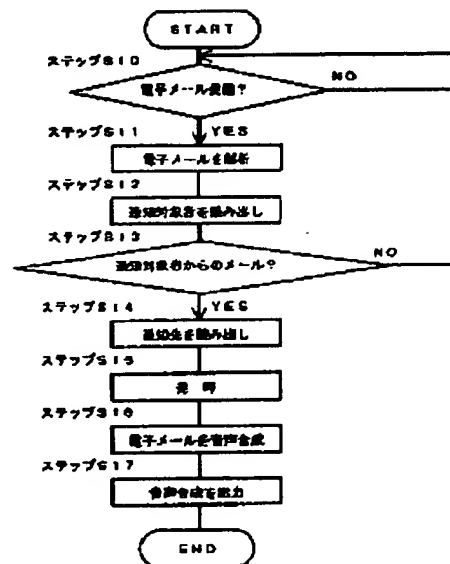 START
ステップS10
電子メール受信?
NO
ステップS11
YES
電子メールを解析
ステップS12
通知対象者を読み出し
ステップS13
NO
通知対象者からのメール?
ステップS14
YES
通知先を読み出し
ステップS15
ステップS16
電子メールを音声合成
ステップS17
音声合成を出力
END